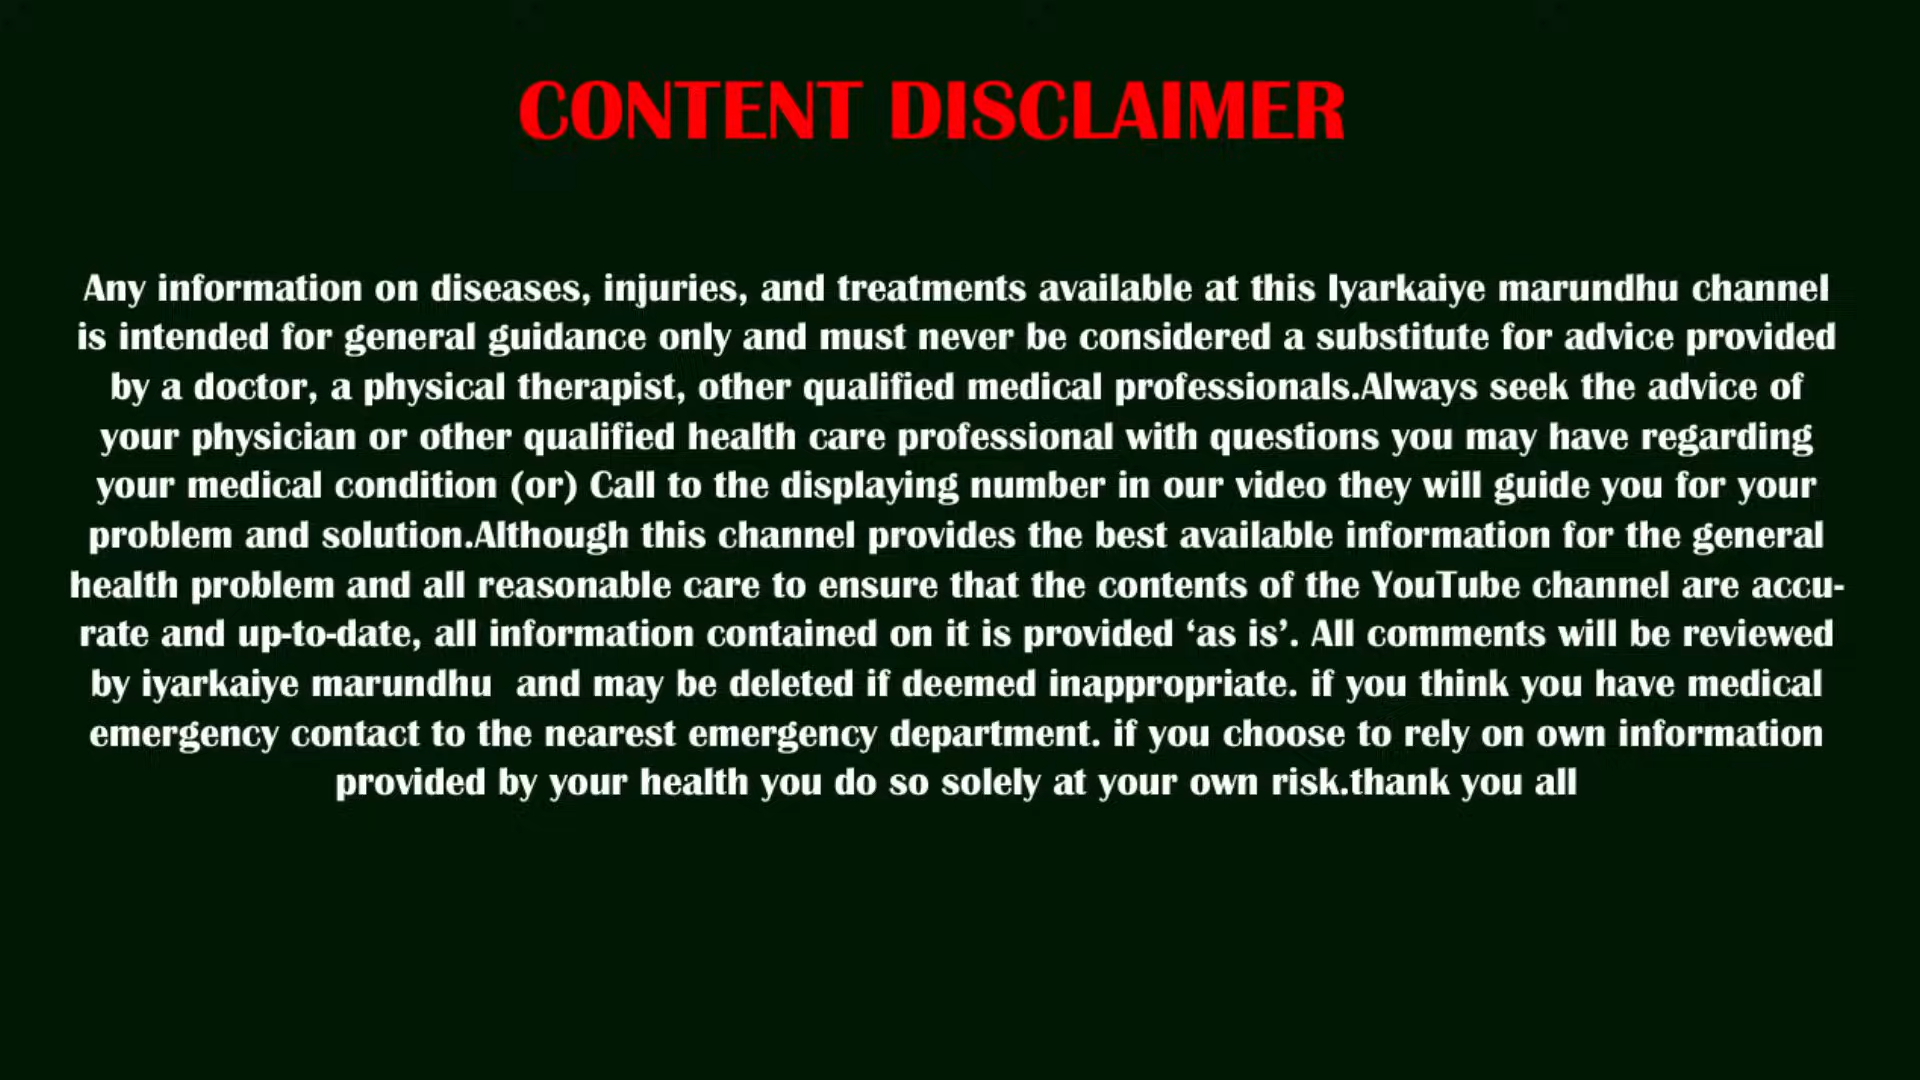 CONTENT DISCLAIMER
Any information on diseases, injuries, and treatments available at this Iyarkaiye marundhu channel
is intended for general guidance only and must never be considered a substitute for advice provided
by a doctor, a physical therapist, other qualified medical professionals.Always seek the advice of
your physician or other qualified health care professional with questions you may have regarding
your medical condition (or) Call to the displaying number in our video they will guide you for your
problem and solution.Although this channel provides the best available information for the general
health problem and all reasonable care to ensure that the contents of the YouTube channel are accu-
rate and up-to-date, all information contained on it is provided ‘as is’. All comments will be reviewed
by iyarkaiye marundhu  and may be deleted if deemed inappropriate. if you think you have medical
emergency contact to the nearest emergency department. if you choose to rely on own information
provided by your health you do so solely at your own risk.thank you all